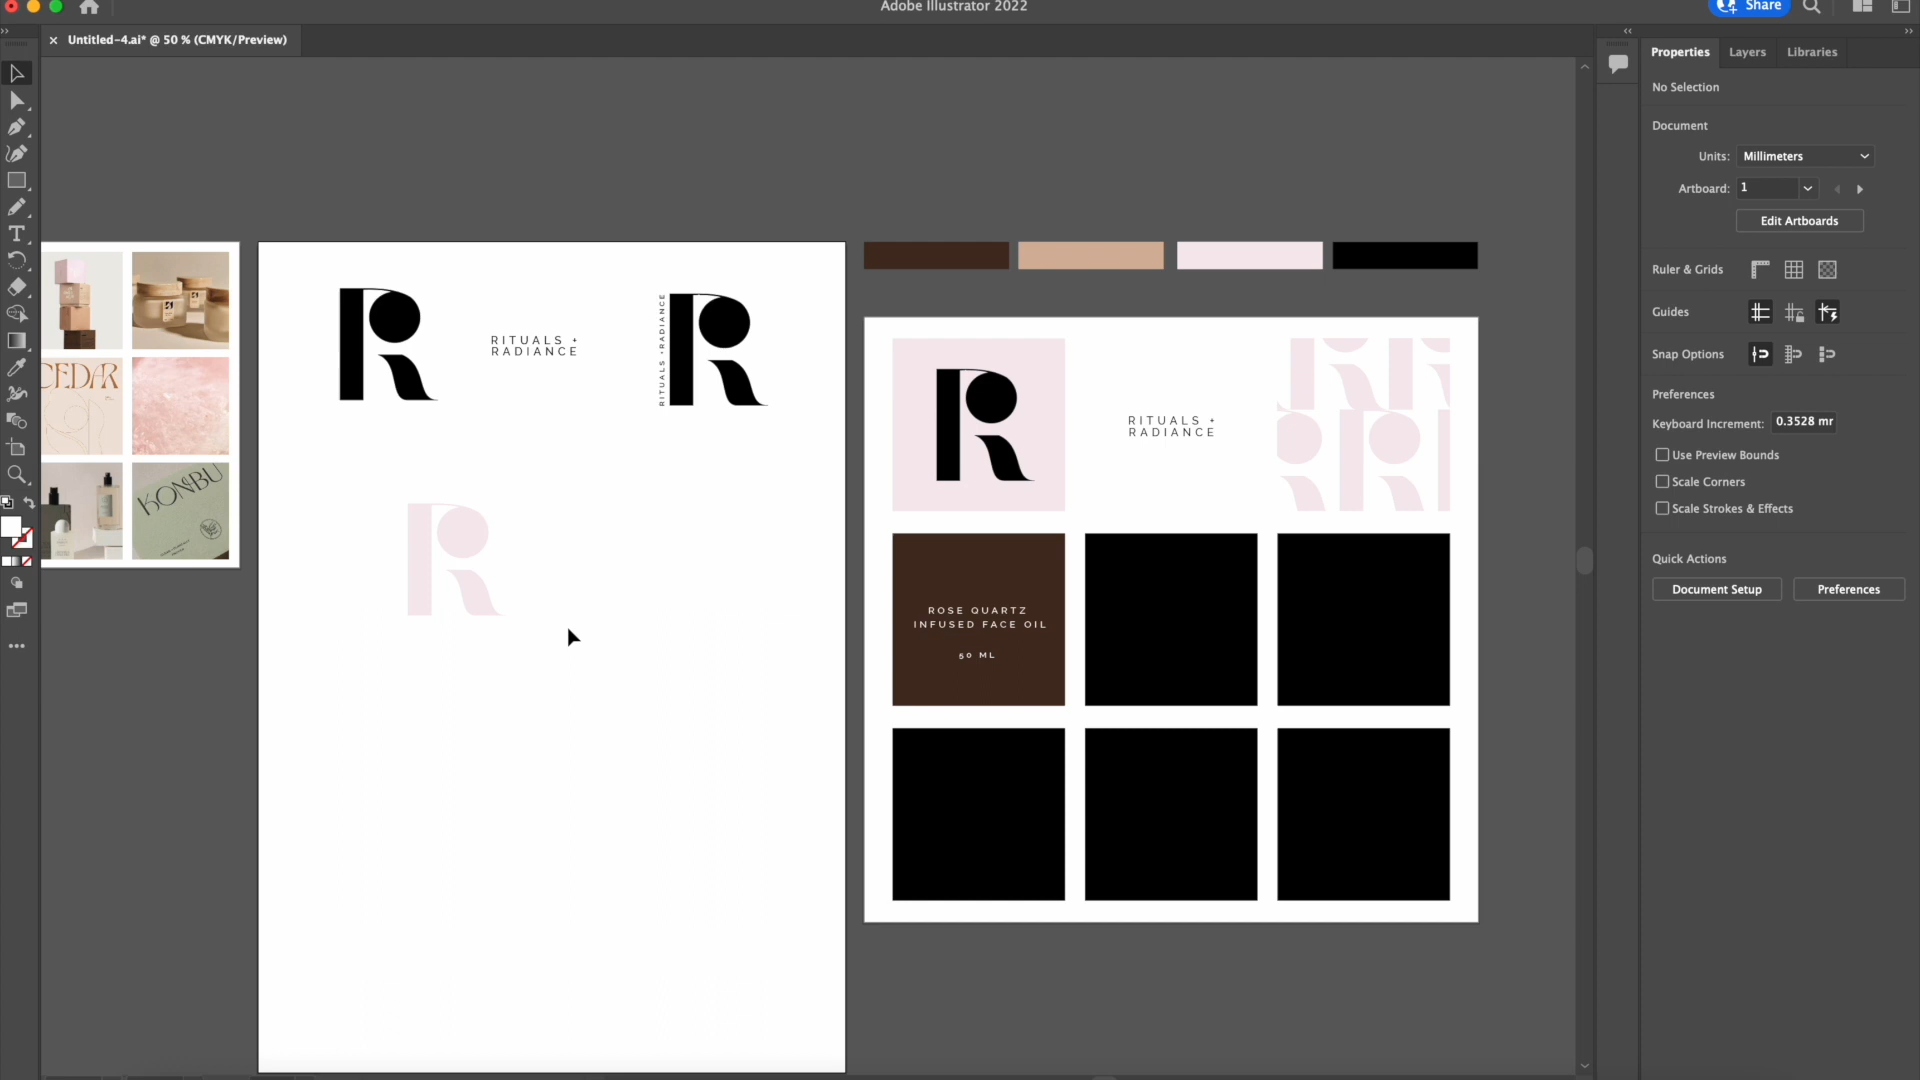 Adobe Illustrator 2022
Share
Untitled-4.ai* @ 50 % (CMYK/Preview)
Properties
Layers
Libraries
No Selection
Document
Units:
Millimeters
Artboard:
1
Edit Artboards
Ruler & Grids
Guides
Snap Options
Preferences
Keyboard Increment:
0.3528 mr
Use Preview Bounds
Scale Corners
Scale Strokes & Effects
Quick Actions
Document Setup
Preferences
CEDAR
KONBU
R
RITUALS +
RADIANCE
RITUALS +RADIANCE
R
R
R
RITUALS +
RADIANCE
ROSE QUARTZ
INFUSED FACE OIL
50 ML